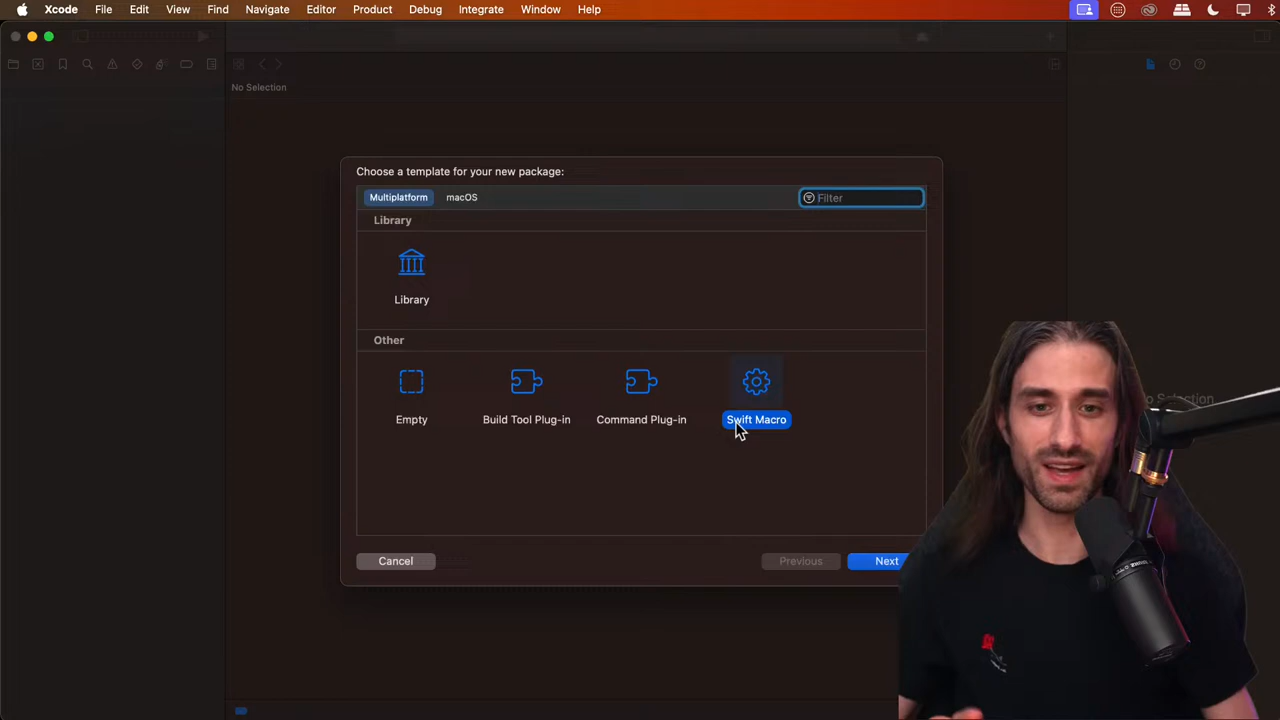 Xcode File Edit View Find Navigate Editor Product Debug Integrate Window Help
No Selection
Choose a template for your new package:
Multiplatform macOS Filter
Library
Library
Other
Empty Build Tool Plug-in Command Plug-in Swift Macro
Selection
Cancel Previous Next